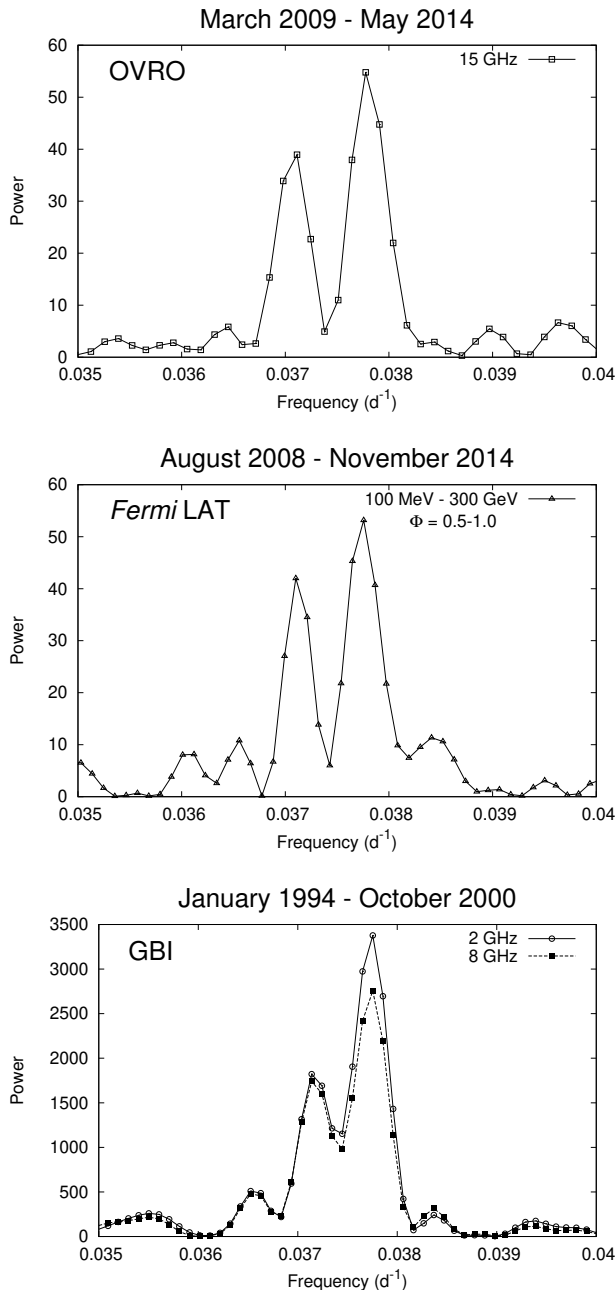 March 2009 - May 2014
OVRO
15 GHz
60
50
40
30
20
10
0
Power
0.035 0.036 0.037 0.038 0.039 0.04
Frequency (d⁻¹)
August 2008 - November 2014
Fermi LAT
100 MeV - 300 GeV
Φ = 0.5-1.0
60
50
40
30
20
10
0
Power
0.035 0.036 0.037 0.038 0.039 0.04
Frequency (d⁻¹)
January 1994 - October 2000
GBI
2 GHz
8 GHz
3500
3000
2500
2000
1500
1000
500
0
Power
0.035 0.036 0.037 0.038 0.039 0.04
Frequency (d⁻¹)